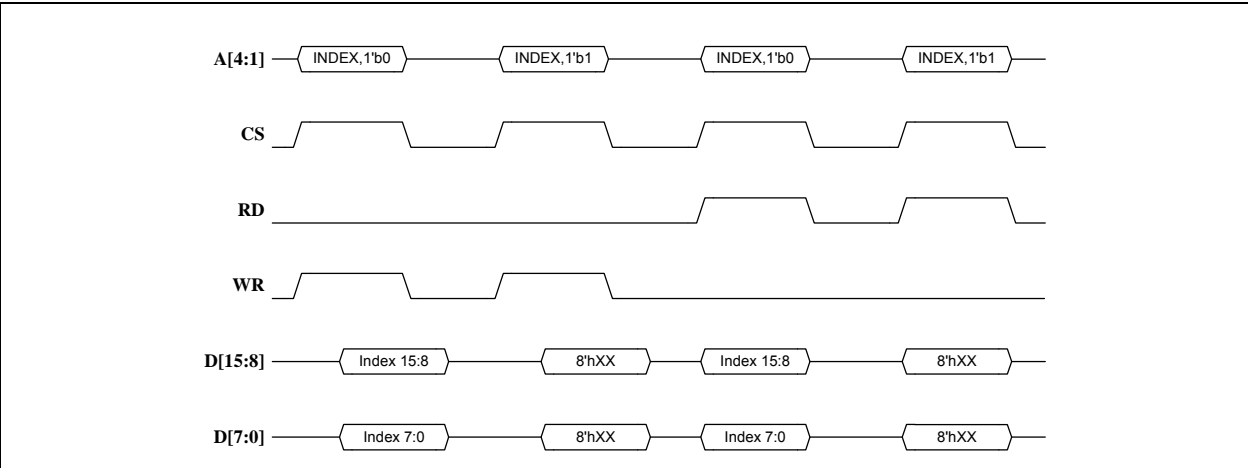 A[4:1] INDEX,1'b0 INDEX,1'b1 INDEX,1'b0 INDEX,1'b1
CS
RD
WR
D[15:8] Index 15:8 8'hXX Index 15:8 8'hXX
D[7:0] Index 7:0 8'hXX Index 7:0 8'hXX